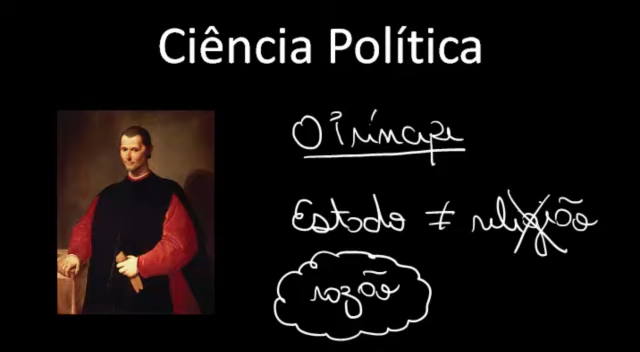 Ciência Política
O Príncipe
Estado ≠ religião
razão